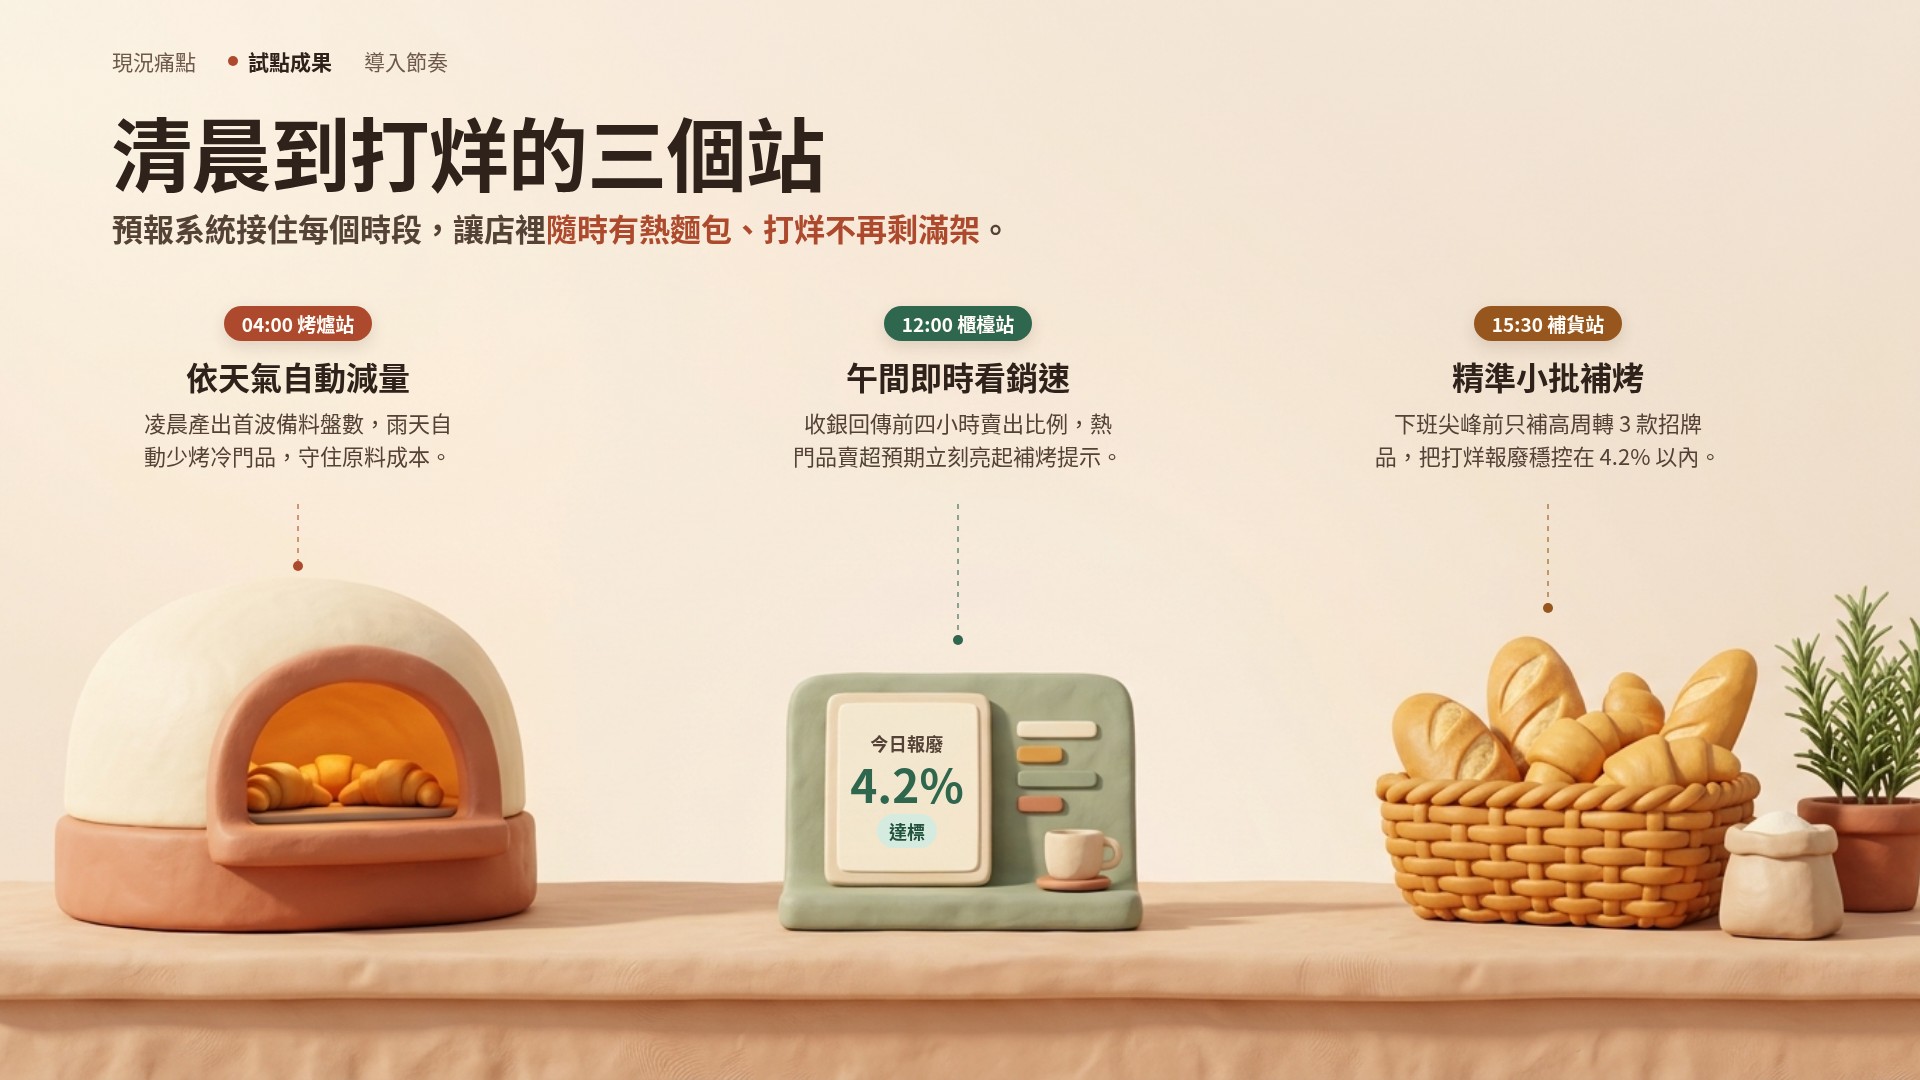 現況痛點
試點成果
導入節奏
清晨到打烊的三個站
預報系統接住每個時段，讓店裡隨時有熱麵包、打烊不再剩滿架。
04:00 烤爐站
依天氣自動減量
凌晨產出首波備料盤數，雨天自
動少烤冷門品，守住原料成本。
12:00 櫃檯站
午間即時看銷速
收銀回傳前四小時賣出比例，熱
門品賣超預期立刻亮起補烤提示。
15:30 補貨站
精準小批補烤
下班尖峰前只補高周轉 3 款招牌
品，把打烊報廢穩控在 4.2% 以內。
今日報廢
4.2%
達標